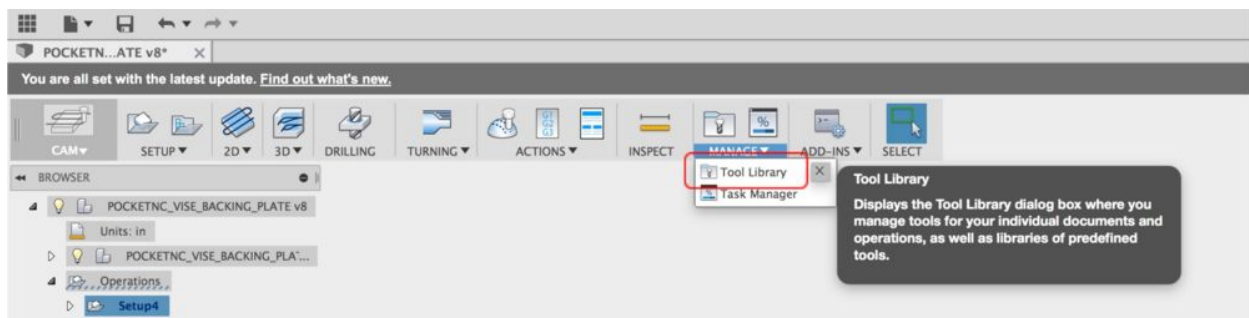 POCKETN...ATE v8*
You are all set with the latest update. Find out what's new.
CAM
SETUP
2D
3D
DRILLING
TURNING
G1
G2
G3
ACTIONS
INSPECT
%
MANAGE
ADD-INS
SELECT
Tool Library
Task Manager
Tool Library
Displays the Tool Library dialog box where you
manage tools for your individual documents and
operations, as well as libraries of predefined
tools.
BROWSER
POCKETNC_VISE_BACKING_PLATE v8
Units: in
POCKETNC_VISE_BACKING_PLA'...
Operations
Setup4